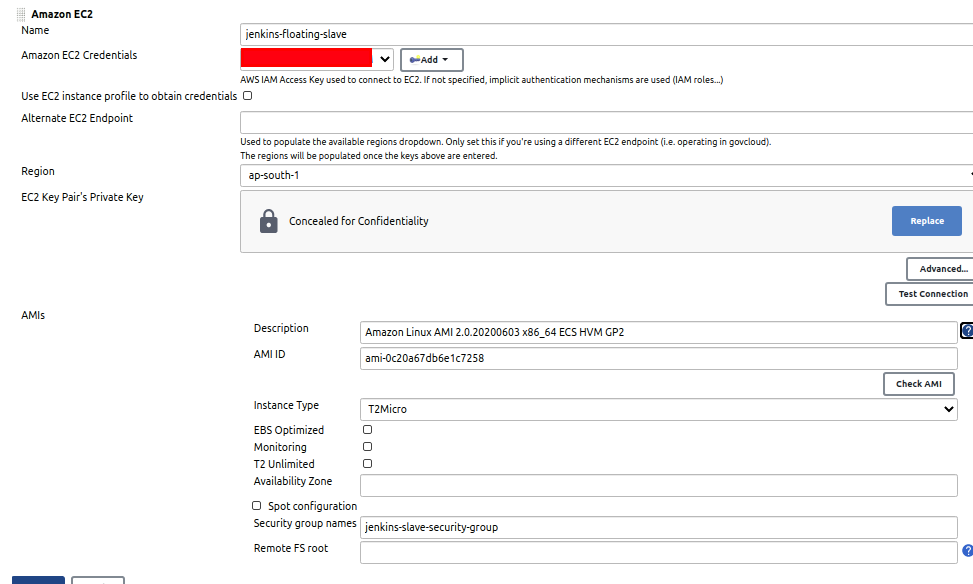 Amazon EC2
Name
jenkins-floating-slave
Amazon EC2 Credentials
Add
AWS IAM Access Key used to connect to EC2. If not specified, implicit authentication mechanisms are used (IAM roles...)
Use EC2 instance profile to obtain credentials
Alternate EC2 Endpoint
Used to populate the available regions dropdown. Only set this if you're using a different EC2 endpoint (i.e. operating in govcloud).
The regions will be populated once the keys above are entered.
Region
ap-south-1
EC2 Key Pair's Private Key
Concealed for Confidentiality
Replace
Advanced...
Test Connection
AMIs
Description
Amazon Linux AMI 2.0.20200603 x86_64 ECS HVM GP2
?
AMI ID
ami-0c20a67db6e1c7258
Check AMI
Instance Type
T2Micro
EBS Optimized
Monitoring
T2 Unlimited
Availability Zone
Spot configuration
Security group names
jenkins-slave-security-group
Remote FS root
?